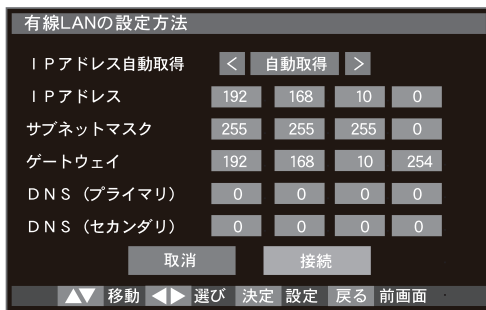 有線LANの設定方法
ＩＰアドレス自動取得 < 自動取得 >
ＩＰアドレス 192 168 10 0
サブネットマスク 255 255 255 0
ゲートウェイ 192 168 10 254
ＤＮＳ（プライマリ） 0 0 0 0
ＤＮＳ（セカンダリ） 0 0 0 0
取消 接続
▲▼ 移動 ◀▶ 選び 決定 設定 戻る 前画面